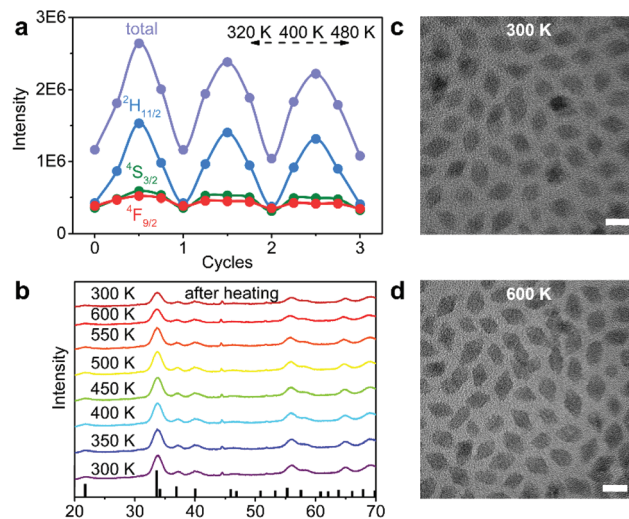 a
total
320 K 400 K 480 K
3E6
2E6
1E6
0
Intensity
²H₁₁/₂
⁴S₃/₂
⁴F₉/₂
0 1 2 3
Cycles
b
after heating
300 K
600 K
550 K
500 K
450 K
400 K
350 K
300 K
Intensity
20 30 40 50 60 70
c
300 K
d
600 K